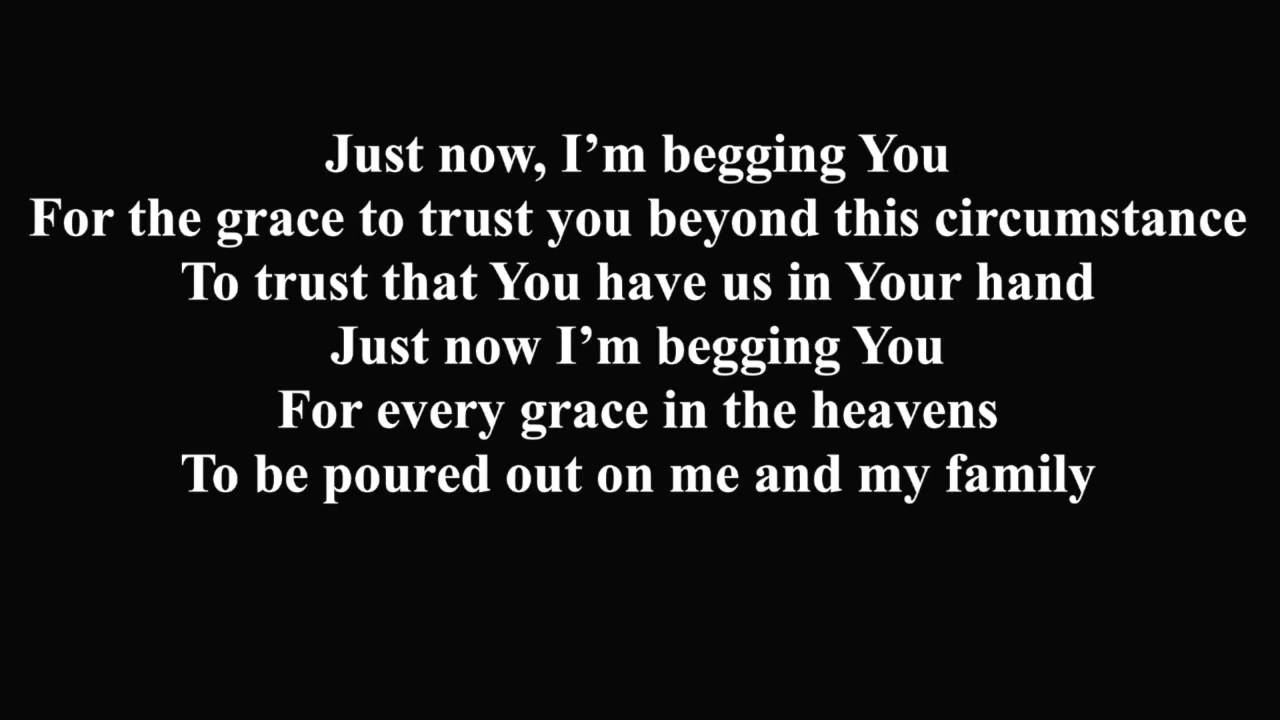 Just now, I’m begging You
For the grace to trust you beyond this circumstance
To trust that You have us in Your hand
Just now I’m begging You
For every grace in the heavens
To be poured out on me and my family